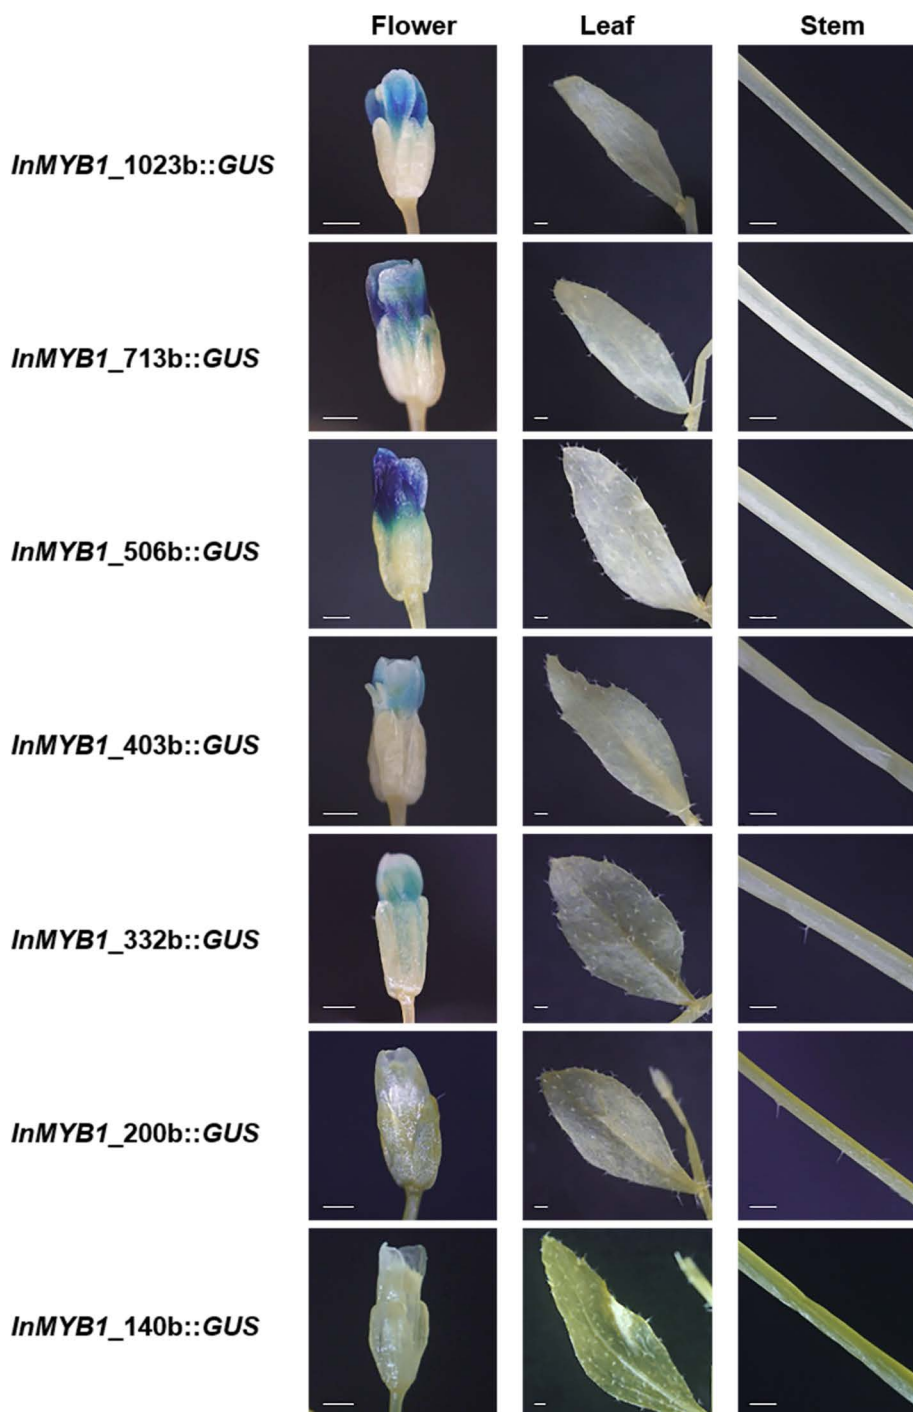 Flower Leaf Stem
InMYB1_1023b::GUS
InMYB1_713b::GUS
InMYB1_506b::GUS
InMYB1_403b::GUS
InMYB1_332b::GUS
InMYB1_200b::GUS
InMYB1_140b::GUS